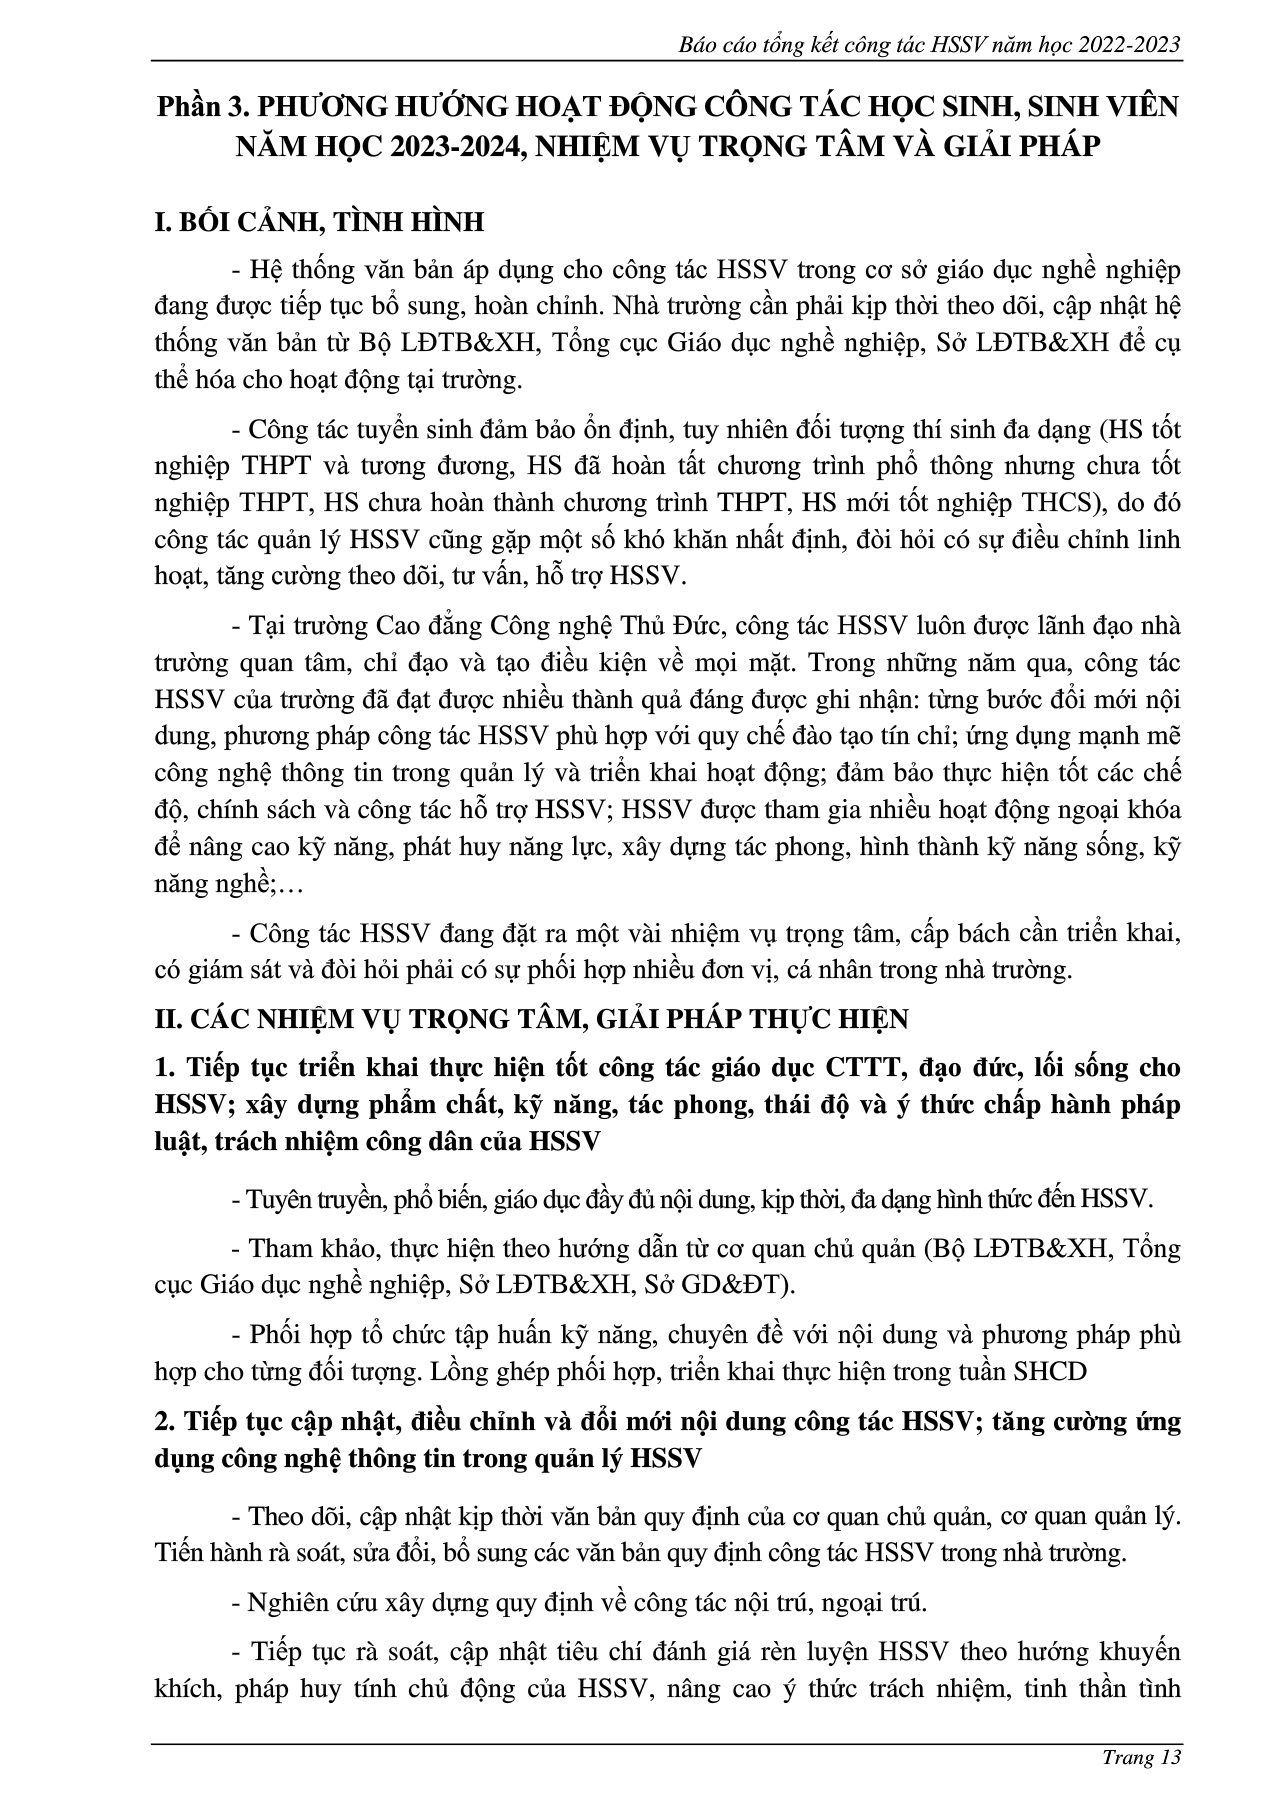 Báo cáo tổng kết công tác HSSV năm học 2022-2023
Phần 3. PHƯƠNG HƯỚNG HOẠT ĐỘNG CÔNG TÁC HỌC SINH, SINH VIÊN
NĂM HỌC 2023-2024, NHIỆM VỤ TRỌNG TÂM VÀ GIẢI PHÁP
I. BỐI CẢNH, TÌNH HÌNH
- Hệ thống văn bản áp dụng cho công tác HSSV trong cơ sở giáo dục nghề nghiệp
đang được tiếp tục bổ sung, hoàn chỉnh. Nhà trường cần phải kịp thời theo dõi, cập nhật hệ
thống văn bản từ Bộ LĐTB&XH, Tổng cục Giáo dục nghề nghiệp, Sở LĐTB&XH để cụ
thể hóa cho hoạt động tại trường.
- Công tác tuyển sinh đảm bảo ổn định, tuy nhiên đối tượng thí sinh đa dạng (HS tốt
nghiệp THPT và tương đương, HS đã hoàn tất chương trình phổ thông nhưng chưa tốt
nghiệp THPT, HS chưa hoàn thành chương trình THPT, HS mới tốt nghiệp THCS), do đó
công tác quản lý HSSV cũng gặp một số khó khăn nhất định, đòi hỏi có sự điều chỉnh linh
hoạt, tăng cường theo dõi, tư vấn, hỗ trợ HSSV.
- Tại trường Cao đẳng Công nghệ Thủ Đức, công tác HSSV luôn được lãnh đạo nhà
trường quan tâm, chỉ đạo và tạo điều kiện về mọi mặt. Trong những năm qua, công tác
HSSV của trường đã đạt được nhiều thành quả đáng được ghi nhận: từng bước đổi mới nội
dung, phương pháp công tác HSSV phù hợp với quy chế đào tạo tín chỉ; ứng dụng mạnh mẽ
công nghệ thông tin trong quản lý và triển khai hoạt động; đảm bảo thực hiện tốt các chế
độ, chính sách và công tác hỗ trợ HSSV; HSSV được tham gia nhiều hoạt động ngoại khóa
để nâng cao kỹ năng, phát huy năng lực, xây dựng tác phong, hình thành kỹ năng sống, kỹ
năng nghề;…
- Công tác HSSV đang đặt ra một vài nhiệm vụ trọng tâm, cấp bách cần triển khai,
có giám sát và đòi hỏi phải có sự phối hợp nhiều đơn vị, cá nhân trong nhà trường.
II. CÁC NHIỆM VỤ TRỌNG TÂM, GIẢI PHÁP THỰC HIỆN
1. Tiếp tục triển khai thực hiện tốt công tác giáo dục CTTT, đạo đức, lối sống cho
HSSV; xây dựng phẩm chất, kỹ năng, tác phong, thái độ và ý thức chấp hành pháp
luật, trách nhiệm công dân của HSSV
- Tuyên truyền, phổ biến, giáo dục đầy đủ nội dung, kịp thời, đa dạng hình thức đến HSSV.
- Tham khảo, thực hiện theo hướng dẫn từ cơ quan chủ quản (Bộ LĐTB&XH, Tổng
cục Giáo dục nghề nghiệp, Sở LĐTB&XH, Sở GD&ĐT).
- Phối hợp tổ chức tập huấn kỹ năng, chuyên đề với nội dung và phương pháp phù
hợp cho từng đối tượng. Lồng ghép phối hợp, triển khai thực hiện trong tuần SHCD
2. Tiếp tục cập nhật, điều chỉnh và đổi mới nội dung công tác HSSV; tăng cường ứng
dụng công nghệ thông tin trong quản lý HSSV
- Theo dõi, cập nhật kịp thời văn bản quy định của cơ quan chủ quản, cơ quan quản lý.
Tiến hành rà soát, sửa đổi, bổ sung các văn bản quy định công tác HSSV trong nhà trường.
- Nghiên cứu xây dựng quy định về công tác nội trú, ngoại trú.
- Tiếp tục rà soát, cập nhật tiêu chí đánh giá rèn luyện HSSV theo hướng khuyến
khích, pháp huy tính chủ động của HSSV, nâng cao ý thức trách nhiệm, tinh thần tình
Trang 13